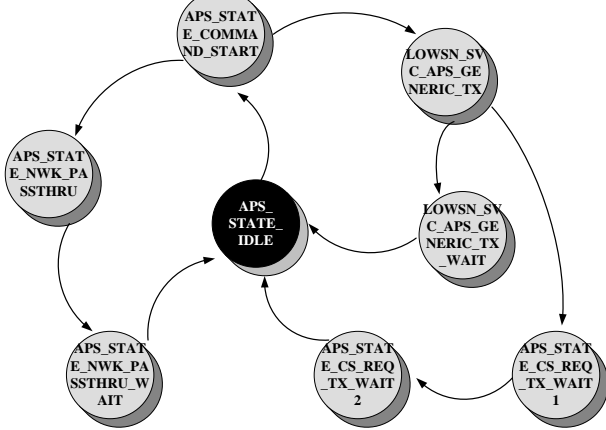 APS_STAT
E_COMMA
ND_START
LOWSN_SV
C_APS_GE
NERIC_TX
APS_STAT
E_NWK_PA
SSTHRU
APS_
STATE_
IDLE
LOWSN_SV
C_APS_GE
NERIC_TX
_WAIT
APS_STAT
E_NWK_PA
SSTHRU_W
AIT
APS_STAT
E_CS_REQ
_TX_WAIT
2
APS_STAT
E_CS_REQ
_TX_WAIT
1